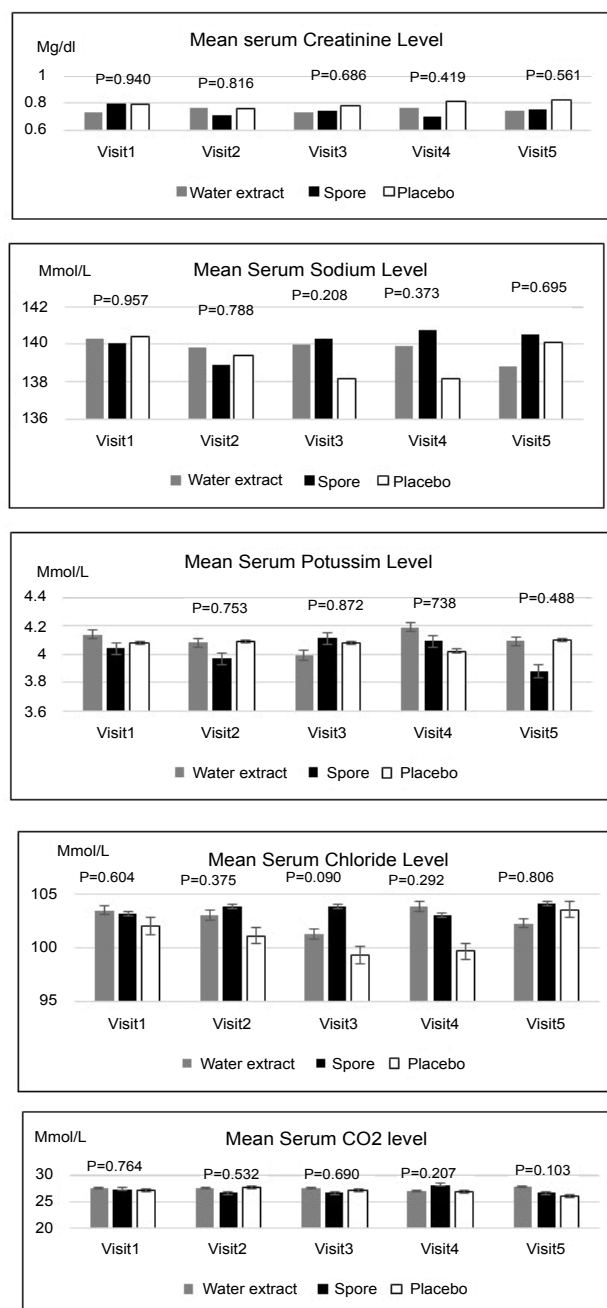 Mean serum Creatinine Level
Mg/dl
1
P=0.940 P=0.816 P=0.686 P=0.419 P=0.561
0.8
0.6
Visit1 Visit2 Visit3 Visit4 Visit5
Water extract Spore Placebo
Mmol/L
Mean Serum Sodium Level
142
P=0.957 P=0.788 P=0.208 P=0.373 P=0.695
140
138
136
Visit1 Visit2 Visit3 Visit4 Visit5
Water extract Spore Placebo
Mean Serum Potussim Level
Mmol/L
4.4
P=0.753 P=0.872 P=738 P=0.488
4.2
4
3.8
3.6
Visit1 Visit2 Visit3 Visit4 Visit5
Water extract Spore Placebo
Mmol/L
Mean Serum Chloride Level
P=0.604 P=0.375 P=0.090 P=0.292 P=0.806
105
100
95
Visit1 Visit2 Visit3 Visit4 Visit5
Water extract Spore Placebo
Mmol/L
Mean Serum CO2 level
P=0.764 P=0.532 P=0.690 P=0.207 P=0.103
30
25
20
Visit1 Visit2 Visit3 Visit4 Visit5
Water extract Spore Placebo